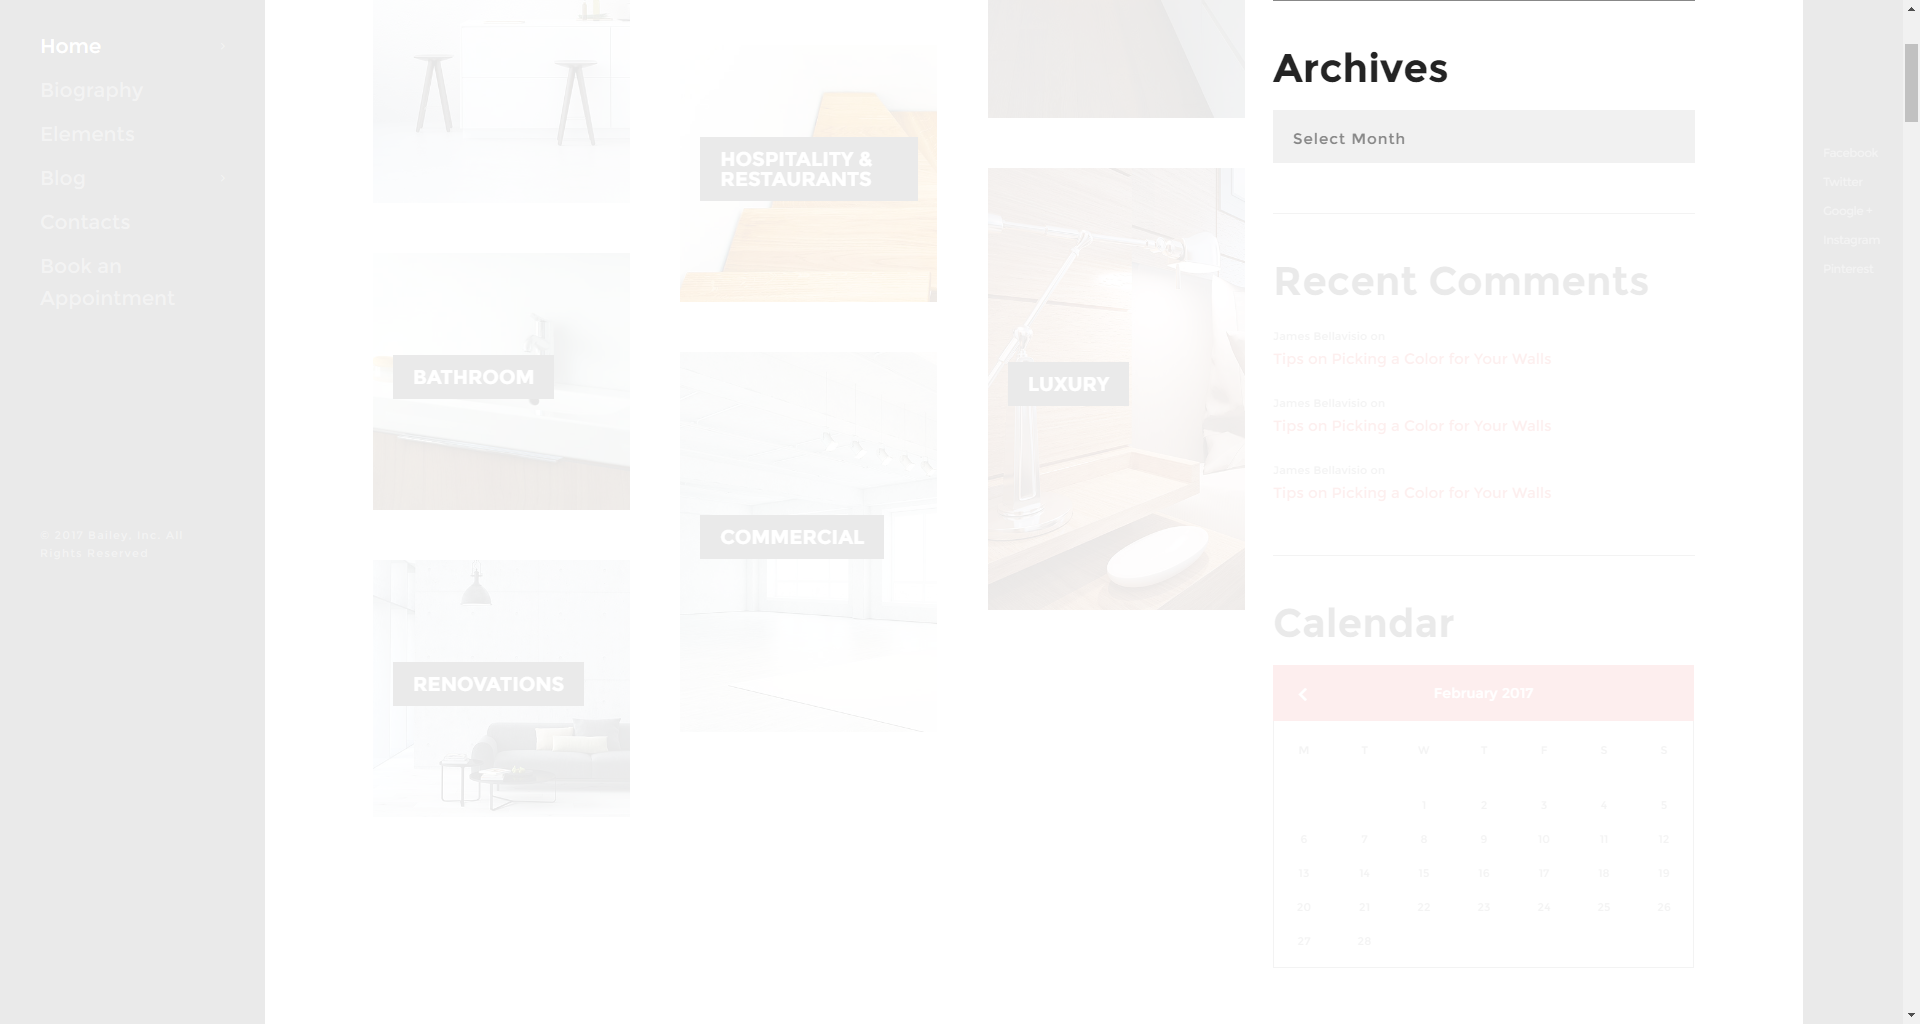 Home
Biography
Elements
Blog
Contacts
Book an
Appointment
© 2017 Bailey, Inc. All
Rights Reserved
HOSPITALITY &
RESTAURANTS
BATHROOM
COMMERCIAL
RENOVATIONS
LUXURY
Archives
Select Month
Recent Comments
James Bellavisio on
Tips on Picking a Color for Your Walls
James Bellavisio on
Tips on Picking a Color for Your Walls
James Bellavisio on
Tips on Picking a Color for Your Walls
Calendar
February 2017
M T W T F S S
1 2 3 4 5
6 7 8 9 10 11 12
13 14 15 16 17 18 19
20 21 22 23 24 25 26
27 28
Facebook
Twitter
Google+
Instagram
Pinterest